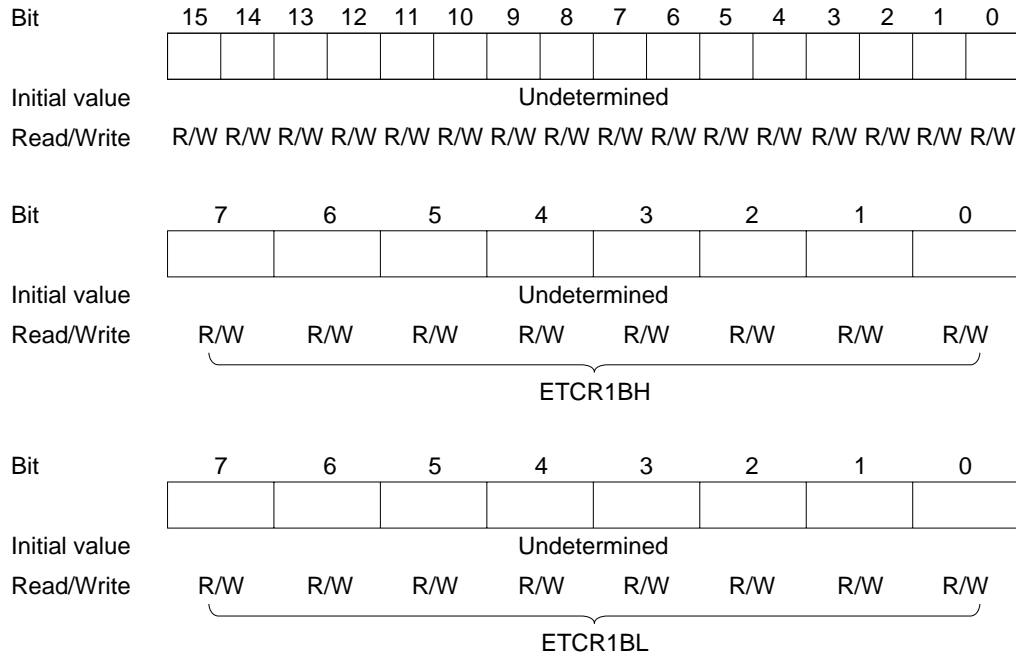 Bit 15 14 13 12 11 10 9 8 7 6 5 4 3 2 1 0
Initial value Undetermined
Read/Write R/W R/W R/W R/W R/W R/W R/W R/W R/W R/W R/W R/W R/W R/W R/W R/W
Bit 7 6 5 4 3 2 1 0
Initial value Undetermined
Read/Write R/W R/W R/W R/W R/W R/W R/W R/W
ETCR1BH
Bit 7 6 5 4 3 2 1 0
Initial value Undetermined
Read/Write R/W R/W R/W R/W R/W R/W R/W R/W
ETCR1BL